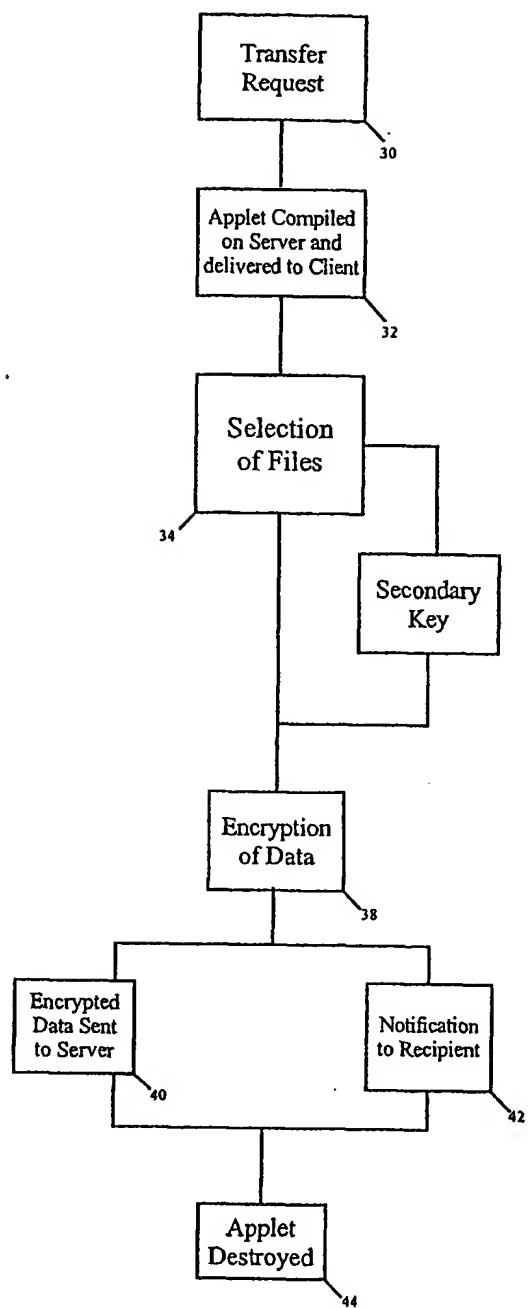 Transfer
Request
30
Applet Compiled
on Server and
delivered to Client
32
Selection
of Files
34
Secondary
Key
Encryption
of Data
38
Encrypted
Data Sent
to Server
40
Notification
to Recipient
42
Applet
Destroyed
44